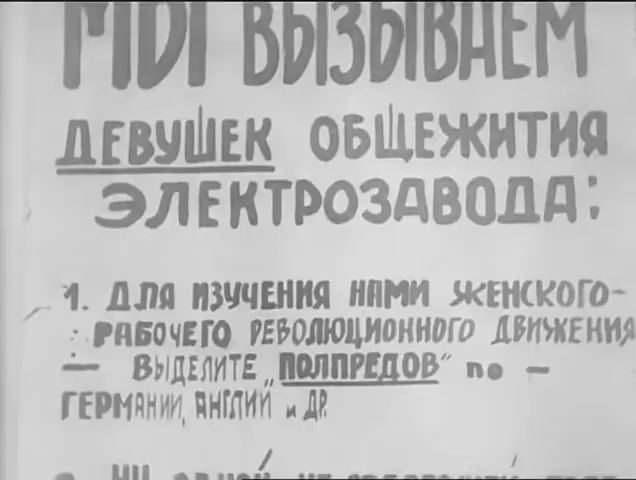 МЫ ВЫЗЫВАЕМ
ДЕВУШЕК ОБЩЕЖИТИЯ
ЭЛЕКТРОЗАВОДА:
1. ДЛЯ ИЗУЧЕНИЯ НАМИ ЖЕНСКОГО-
РАБОЧЕГО РЕВОЛЮЦИОННОГО ДВИЖЕНИЯ
— ВЫДЕЛИТЕ „ПОЛПРЕДОВ" по —
ГЕРМАНИИ, АНГЛИИ и ДР.